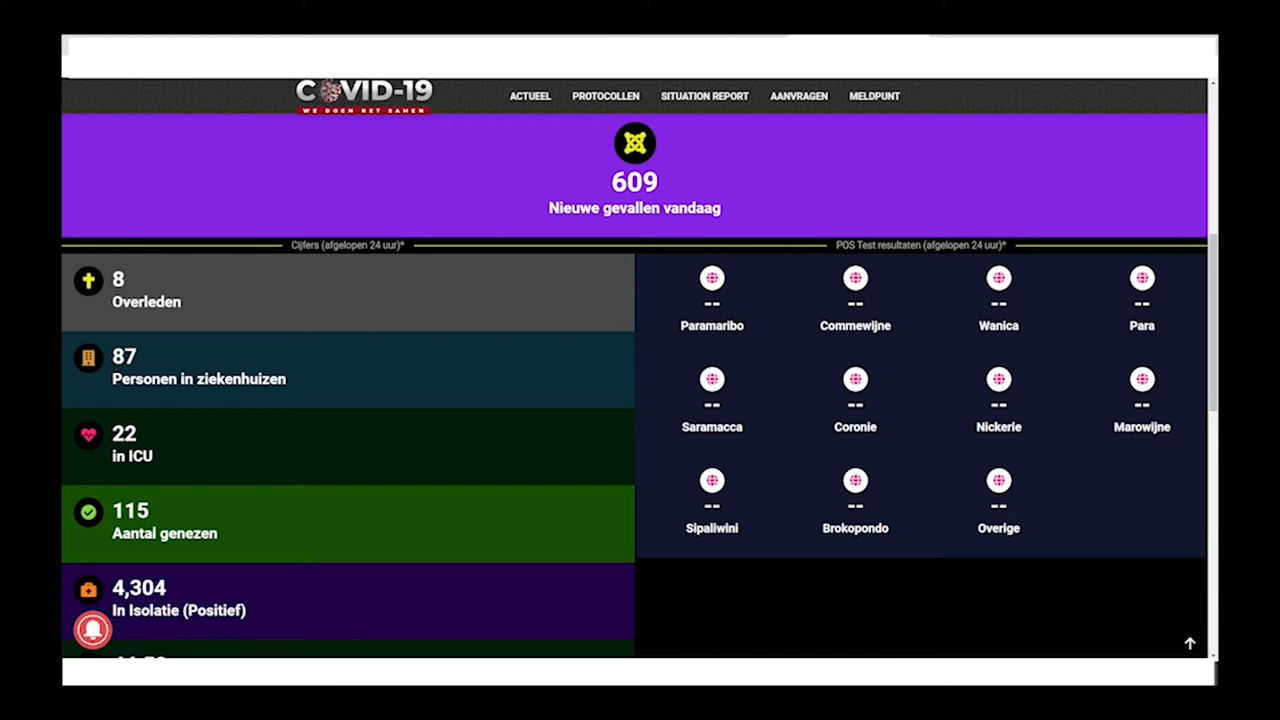 COVID-19
WE DOEN HET SAMEN
ACTUEEL PROTOCOLLEN SITUATION REPORT AANVRAGEN MELDPUNT
609
Nieuwe gevallen vandaag
Cijfers (afgelopen 24 uur)*
8
Overleden
87
Personen in ziekenhuizen
22
in ICU
115
Aantal genezen
4,304
In Isolatie (Positief)
POS Test resultaten (afgelopen 24 uur)*
-- -- -- --
Paramaribo Commewijne Wanica Para
-- -- -- --
Saramacca Coronie Nickerie Marowijne
-- -- --
Sipaliwini Brokopondo Overige